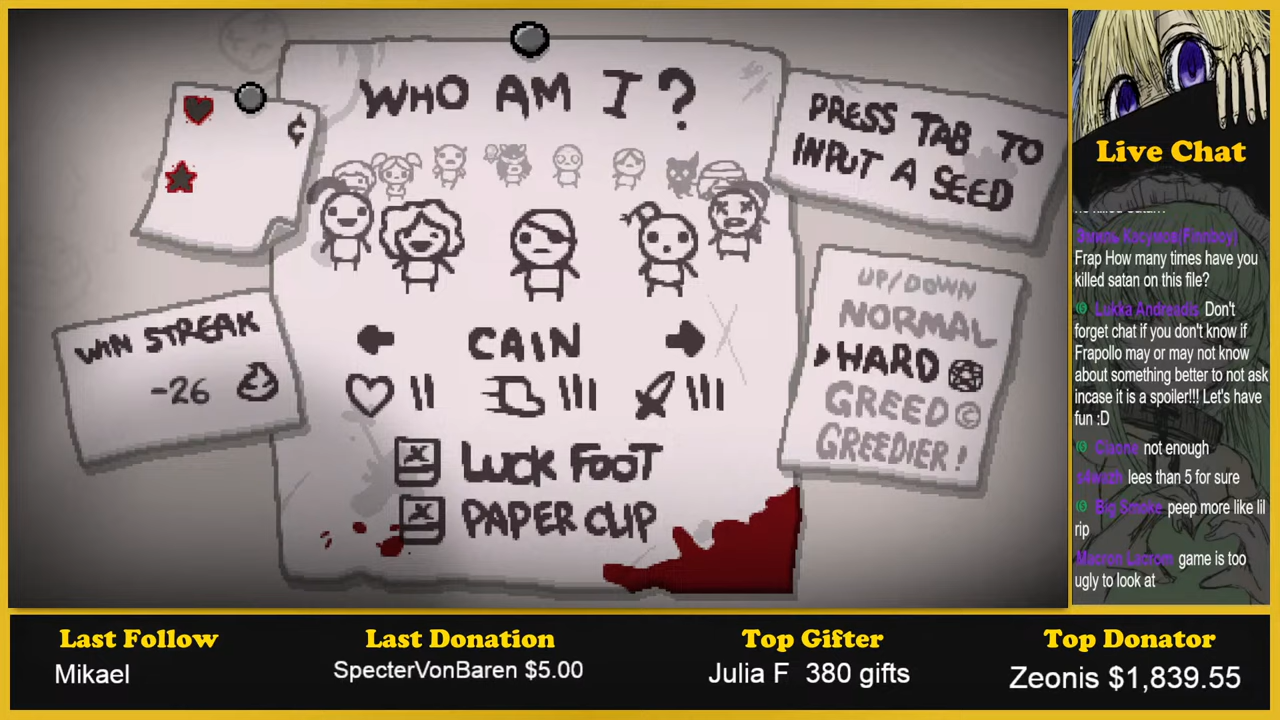 WHO AM I?
¢
PRESS TAB TO
INPUT A SEED
WIN STREAK
-26
CAIN
LUCK FOOT
PAPER CLIP
UP/DOWN
NORMAL
HARD
GREED ©
GREEDIER!
Live Chat
Frap How many times have you
killed satan on this file?
Lukka Andreadis Don't
forget chat if you don't know if
Frapollo may or may not know
about something better to not ask
incase it is a spoiler!!! Let's have
fun :D
not enough
lees than 5 for sure
Big Smoke peep more like lil
rip
game is too
ugly to look at
Last Follow
Mikael
Last Donation
SpecterVonBaren $5.00
Top Gifter
Julia F 380 gifts
Top Donator
Zeonis $1,839.55